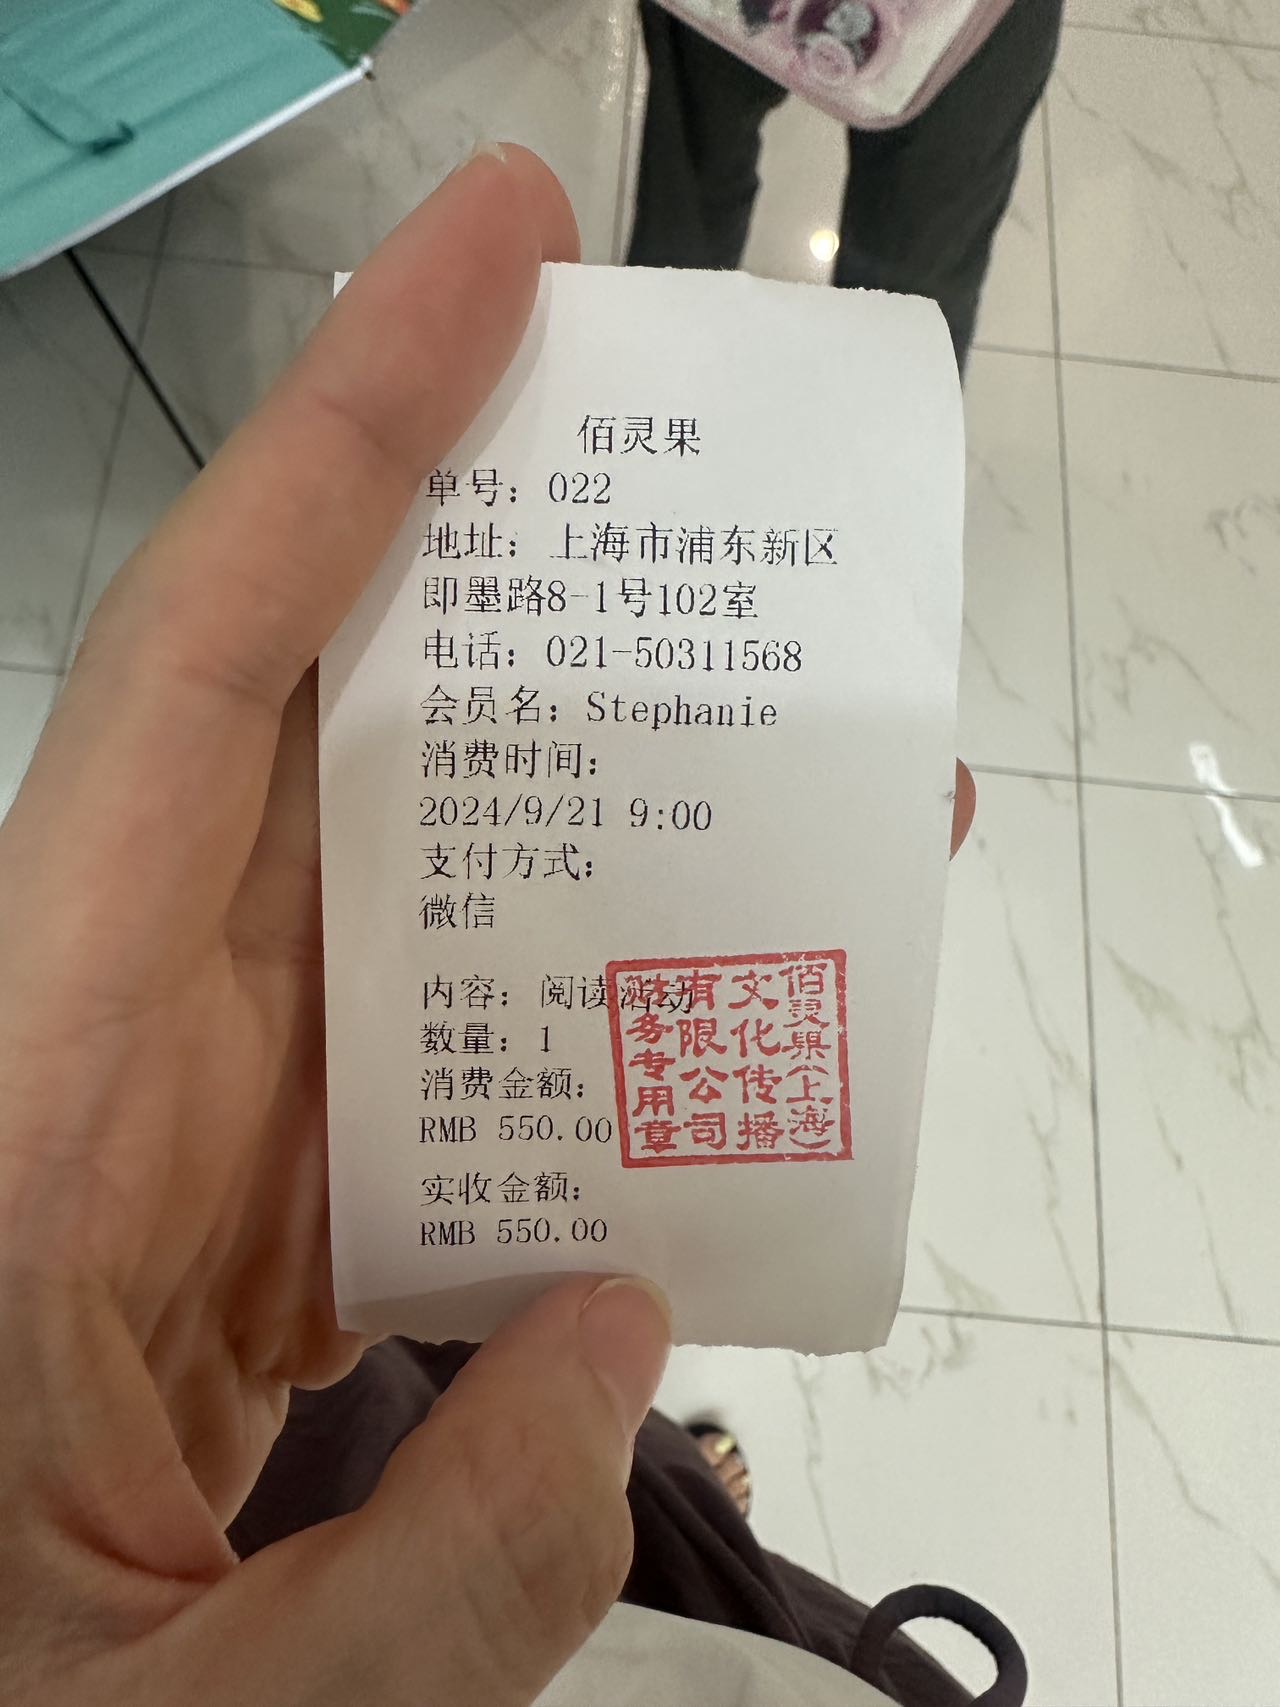 佰灵果
单号：022
地址：上海市浦东新区
即墨路8-1号102室
电话：021-50311568
会员名：Stephanie
消费时间：
2024/9/21 9:00
支付方式：
微信
内容：阅读活动
数量：1
消费金额：
RMB 550.00
实收金额：
RMB 550.00
佰灵果（上海）
文化传播
有限公司
财务专用章